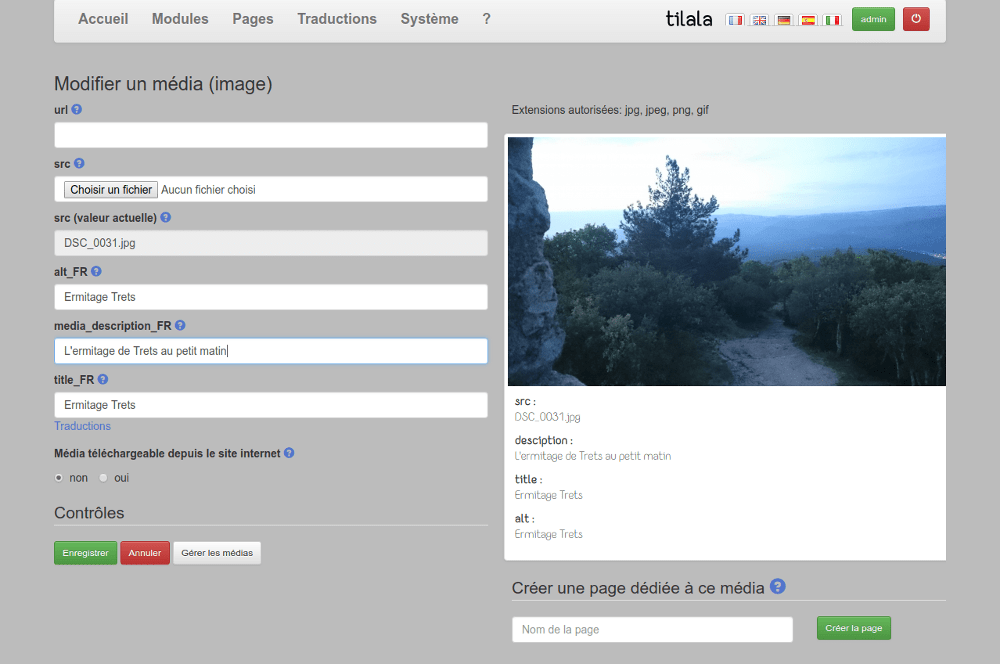 Accueil Modules Pages Traductions Système ? tilala admin
Modifier un média (image)
url ?
src ?
Choisir un fichier Aucun fichier choisi
src (valeur actuelle) ?
DSC_0031.jpg
alt_FR ?
Ermitage Trets
media_description_FR ?
L'ermitage de Trets au petit matin
title_FR ?
Ermitage Trets
Traductions
Média téléchargeable depuis le site internet ?
non oui
Contrôles
Enregistrer Annuler Gérer les médias
Extensions autorisées: jpg, jpeg, png, gif
src :
DSC_0031.jpg
desciption :
L'ermitage de Trets au petit matin
title :
Ermitage Trets
alt :
Ermitage Trets
Créer une page dédiée à ce média ?
Nom de la page Créer la page